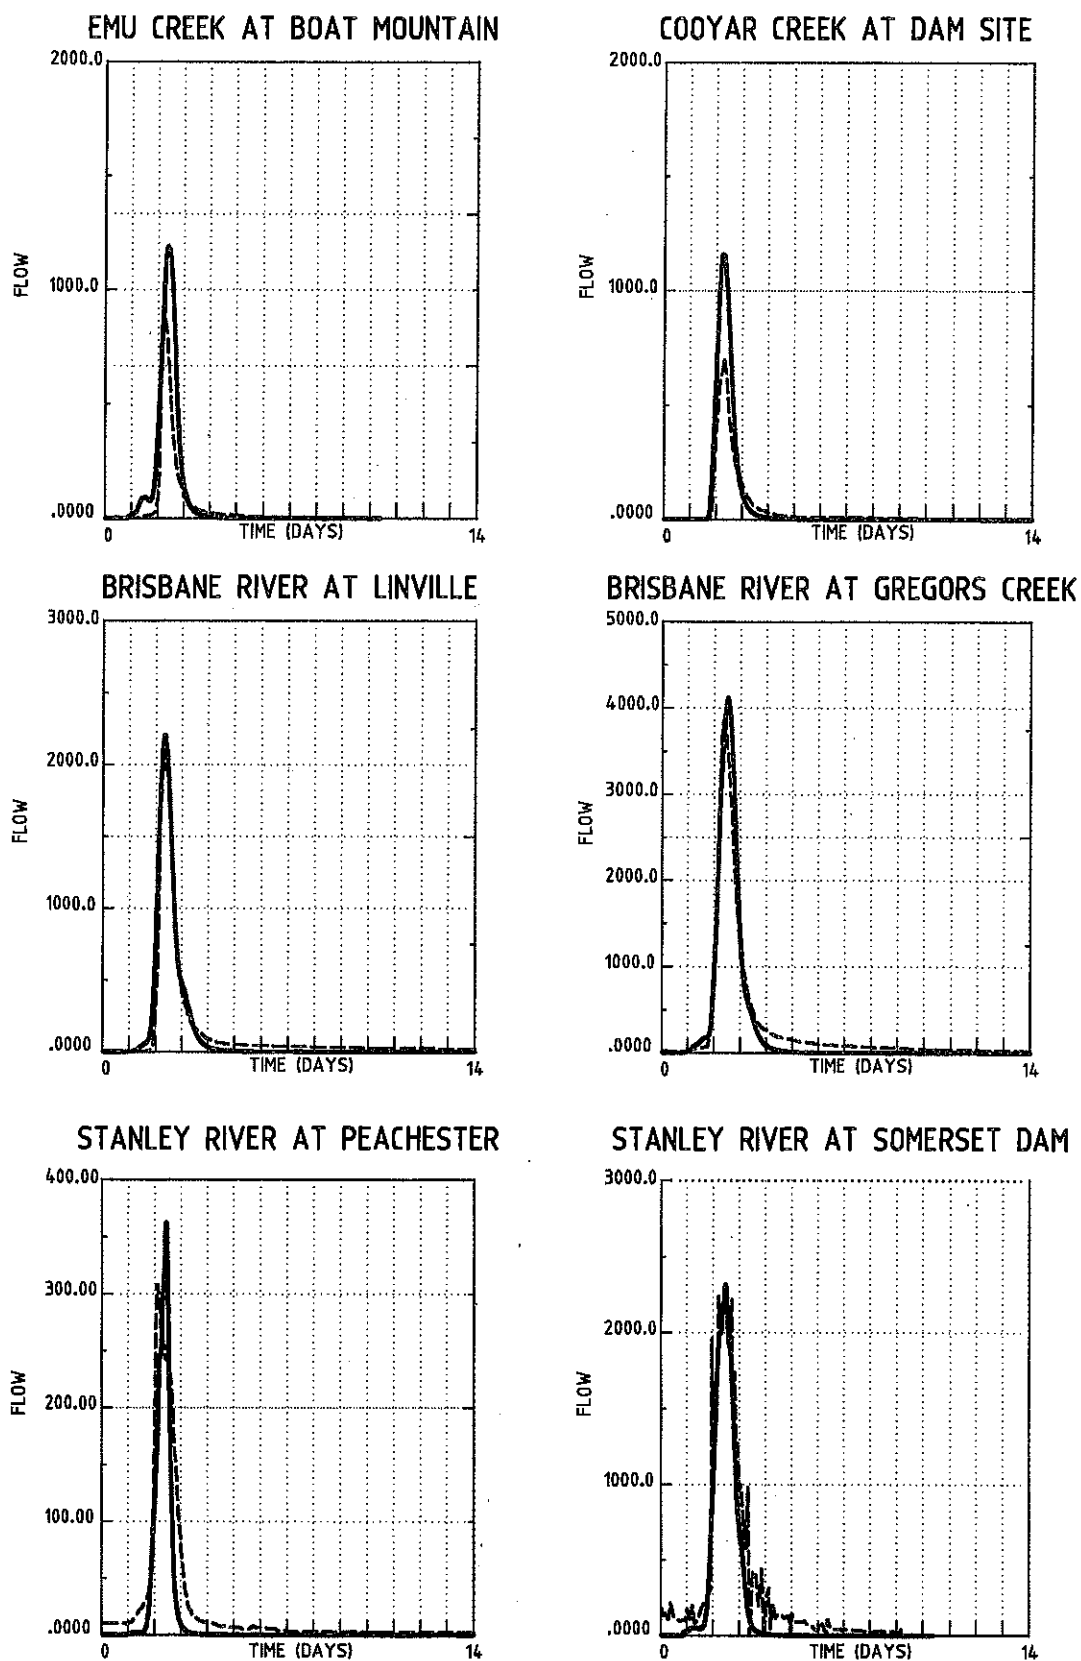 EMU CREEK AT BOAT MOUNTAIN
2000.0
FLOW
1000.0
.0000
0
TIME (DAYS)
14
COOYAR CREEK AT DAM SITE
2000.0
FLOW
1000.0
.0000
0
TIME (DAYS)
14
BRISBANE RIVER AT LINVILLE
3000.0
2000.0
FLOW
1000.0
.0000
0
TIME (DAYS)
14
BRISBANE RIVER AT GREGORS CREEK
5000.0
4000.0
3000.0
FLOW
2000.0
1000.0
.0000
0
TIME (DAYS)
14
STANLEY RIVER AT PEACHESTER
400.00
300.00
FLOW
200.00
100.00
.0000
0
TIME (DAYS)
14
STANLEY RIVER AT SOMERSET DAM
3000.0
2000.0
FLOW
1000.0
.0000
0
TIME (DAYS)
14